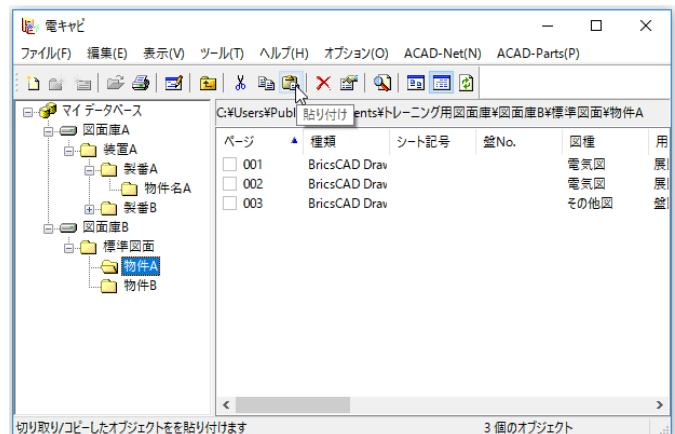 電キャビ
ファイル(F) 編集(E) 表示(V) ツール(T) ヘルプ(H) オプション(O) ACAD-Net(N) ACAD-Parts(P)
マイ データベース
図面庫A
装置A
製番A
物件名A
製番B
図面庫B
標準図面
物件A
物件B
C:¥Users¥Publ ents¥トレーニング用図面庫¥図面庫B¥標準図面¥物件A
貼り付け
ページ 種類 シート記号 盤No. 図種 用
001 BricsCAD Drav 電気図 展
002 BricsCAD Drav 電気図 展
003 BricsCAD Drav その他図 盤
切り取り/コピーしたオブジェクトをを貼り付けます 3 個のオブジェクト